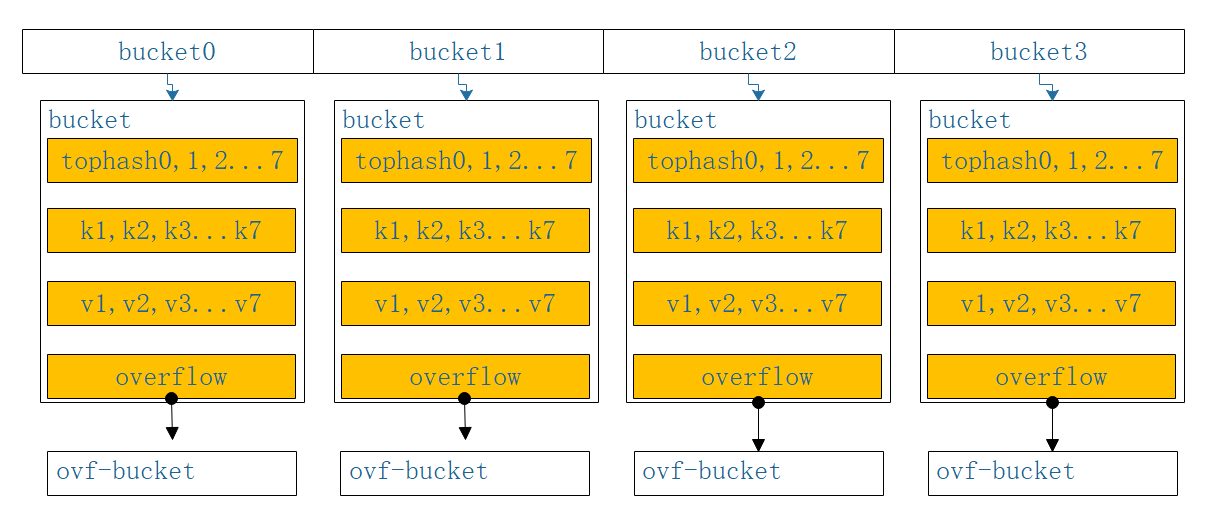 bucket0 bucket1 bucket2 bucket3
bucket bucket bucket bucket
tophash0,1,2...7 tophash0,1,2...7 tophash0,1,2...7 tophash0,1,2...7
k1,k2,k3...k7 k1,k2,k3...k7 k1,k2,k3...k7 k1,k2,k3...k7
v1,v2,v3...v7 v1,v2,v3...v7 v1,v2,v3...v7 v1,v2,v3...v7
overflow overflow overflow overflow
ovf-bucket ovf-bucket ovf-bucket ovf-bucket